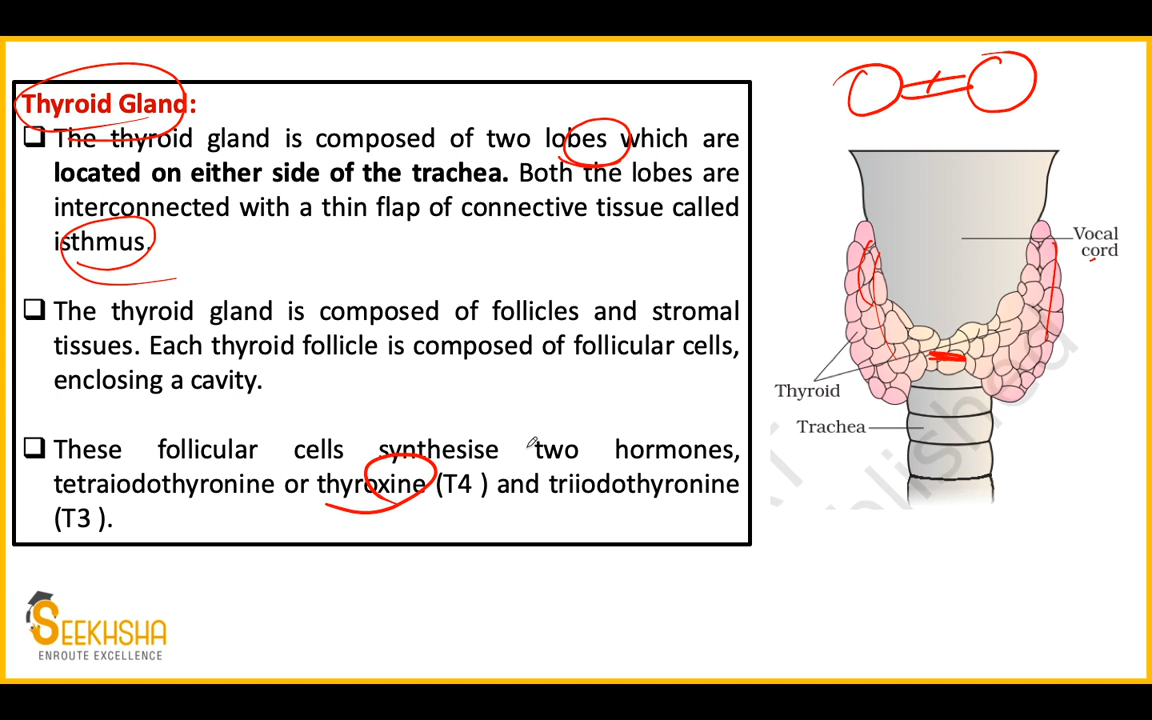 Thyroid Gland:
❑ The thyroid gland is composed of two lobes which are
located on either side of the trachea. Both the lobes are
interconnected with a thin flap of connective tissue called
isthmus.
❑ The thyroid gland is composed of follicles and stromal
tissues. Each thyroid follicle is composed of follicular cells,
enclosing a cavity.
❑ These follicular cells synthesise two hormones,
tetraiodothyronine or thyroxine (T4 ) and triiodothyronine
(T3 ).
Vocal
cord
Thyroid
Trachea
SEEKHSHA
ENROUTE EXCELLENCE